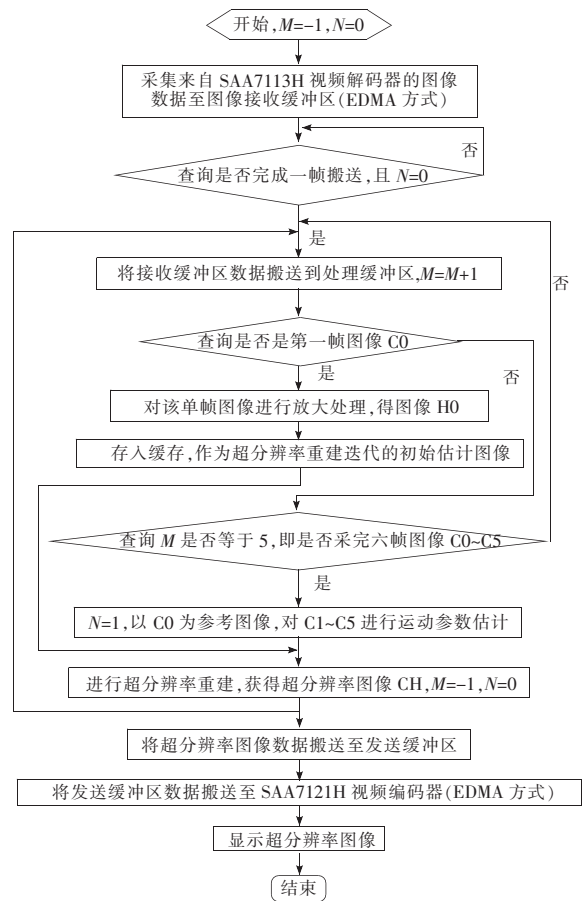 开始,M=-1,N=0
采集来自 SAA7113H 视频解码器的图像
数据至图像接收缓冲区(EDMA 方式)
否
查询是否完成一帧搬送,且 N=0
是
将接收缓冲区数据搬送到处理缓冲区,M=M+1
否
查询是否是第一帧图像 C0
是
否
对该单帧图像进行放大处理,得图像 H0
存入缓存,作为超分辨率重建迭代的初始估计图像
查询 M 是否等于 5,即是否采完六帧图像 C0~C5
是
N=1,以 C0 为参考图像,对 C1~C5 进行运动参数估计
进行超分辨率重建,获得超分辨率图像 CH,M=-1,N=0
将超分辨率图像数据搬送至发送缓冲区
将发送缓冲区数据搬送至 SAA7121H 视频编码器(EDMA 方式)
显示超分辨率图像
结束